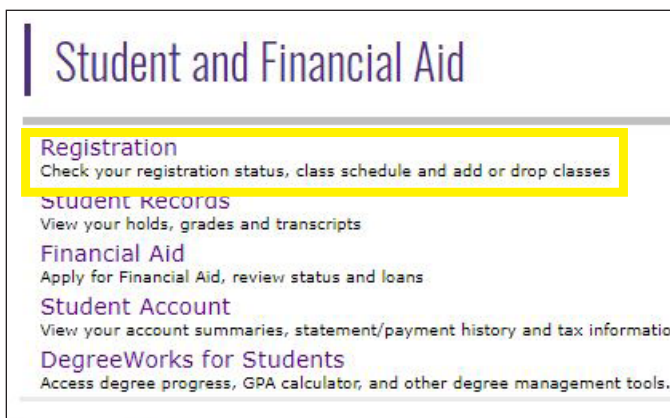 Student and Financial Aid
Registration
Check your registration status, class schedule and add or drop classes
Student Records
View your holds, grades and transcripts
Financial Aid
Apply for Financial Aid, review status and loans
Student Account
View your account summaries, statement/payment history and tax informatio
DegreeWorks for Students
Access degree progress, GPA calculator, and other degree management tools.